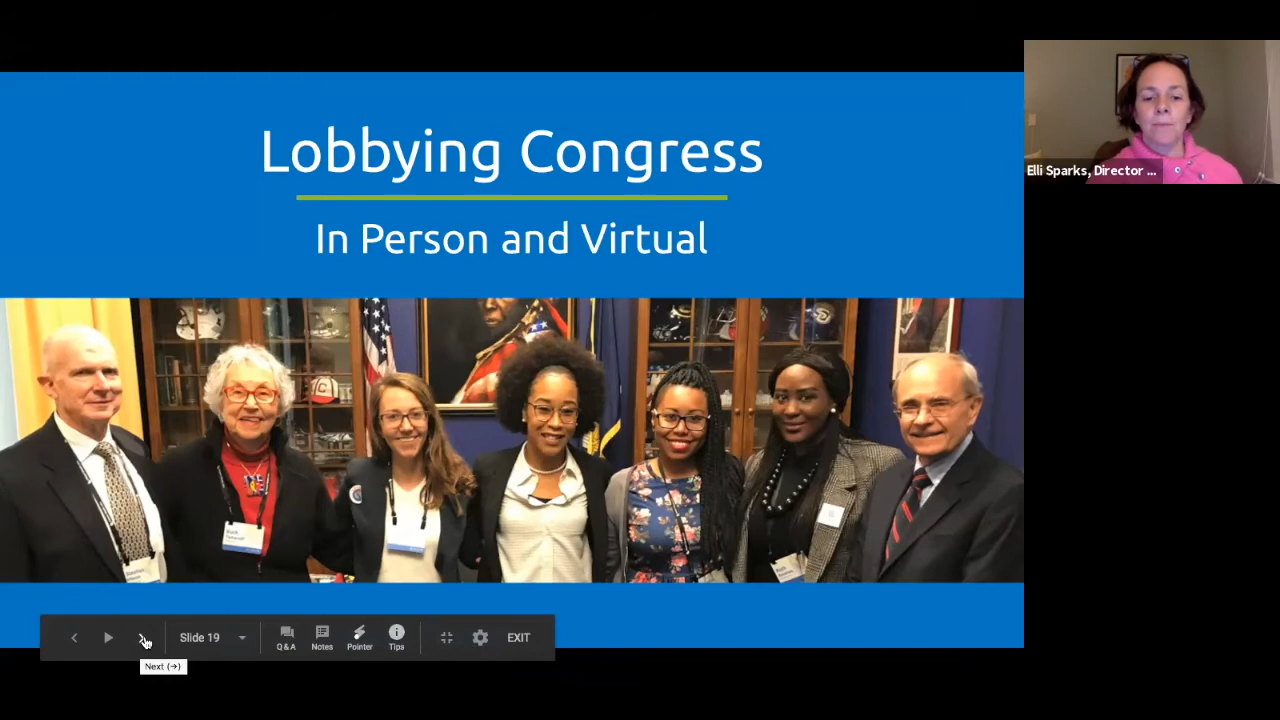 Lobbying Congress
In Person and Virtual
Elli Sparks, Director ...
Slide 19
Q&A
Notes
Pointer
Tips
EXIT
Next (→)